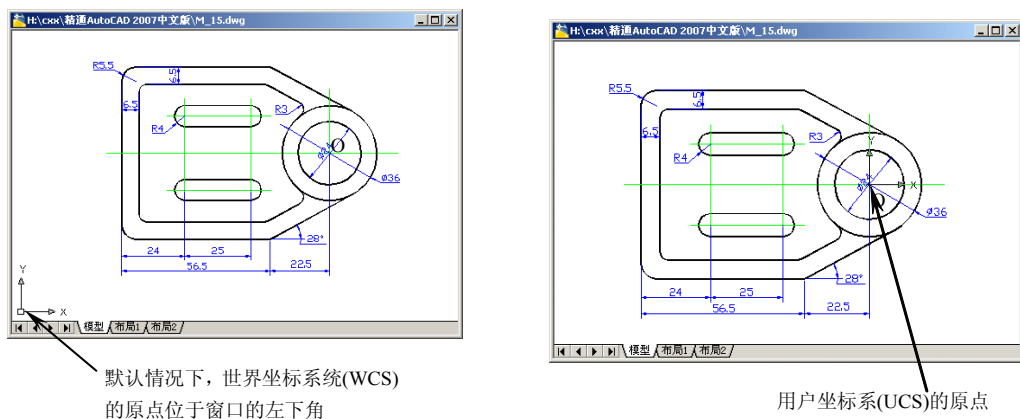 H:\cxx\精通AutoCAD 2007中文版\M_15.dwg
R5.5
6.5
6.5
R3
R4
ø24
O
ø36
28°
24
25
56.5
22.5
Y
X
模型 布局1 布局2
默认情况下，世界坐标系统(WCS)
的原点位于窗口的左下角
H:\cxx\精通AutoCAD 2007中文版\M_15.dwg
R5.5
6.5
6.5
R3
Y
R4
ø24
X
O
ø36
28°
24
25
56.5
22.5
模型 布局1 布局2
用户坐标系(UCS)的原点